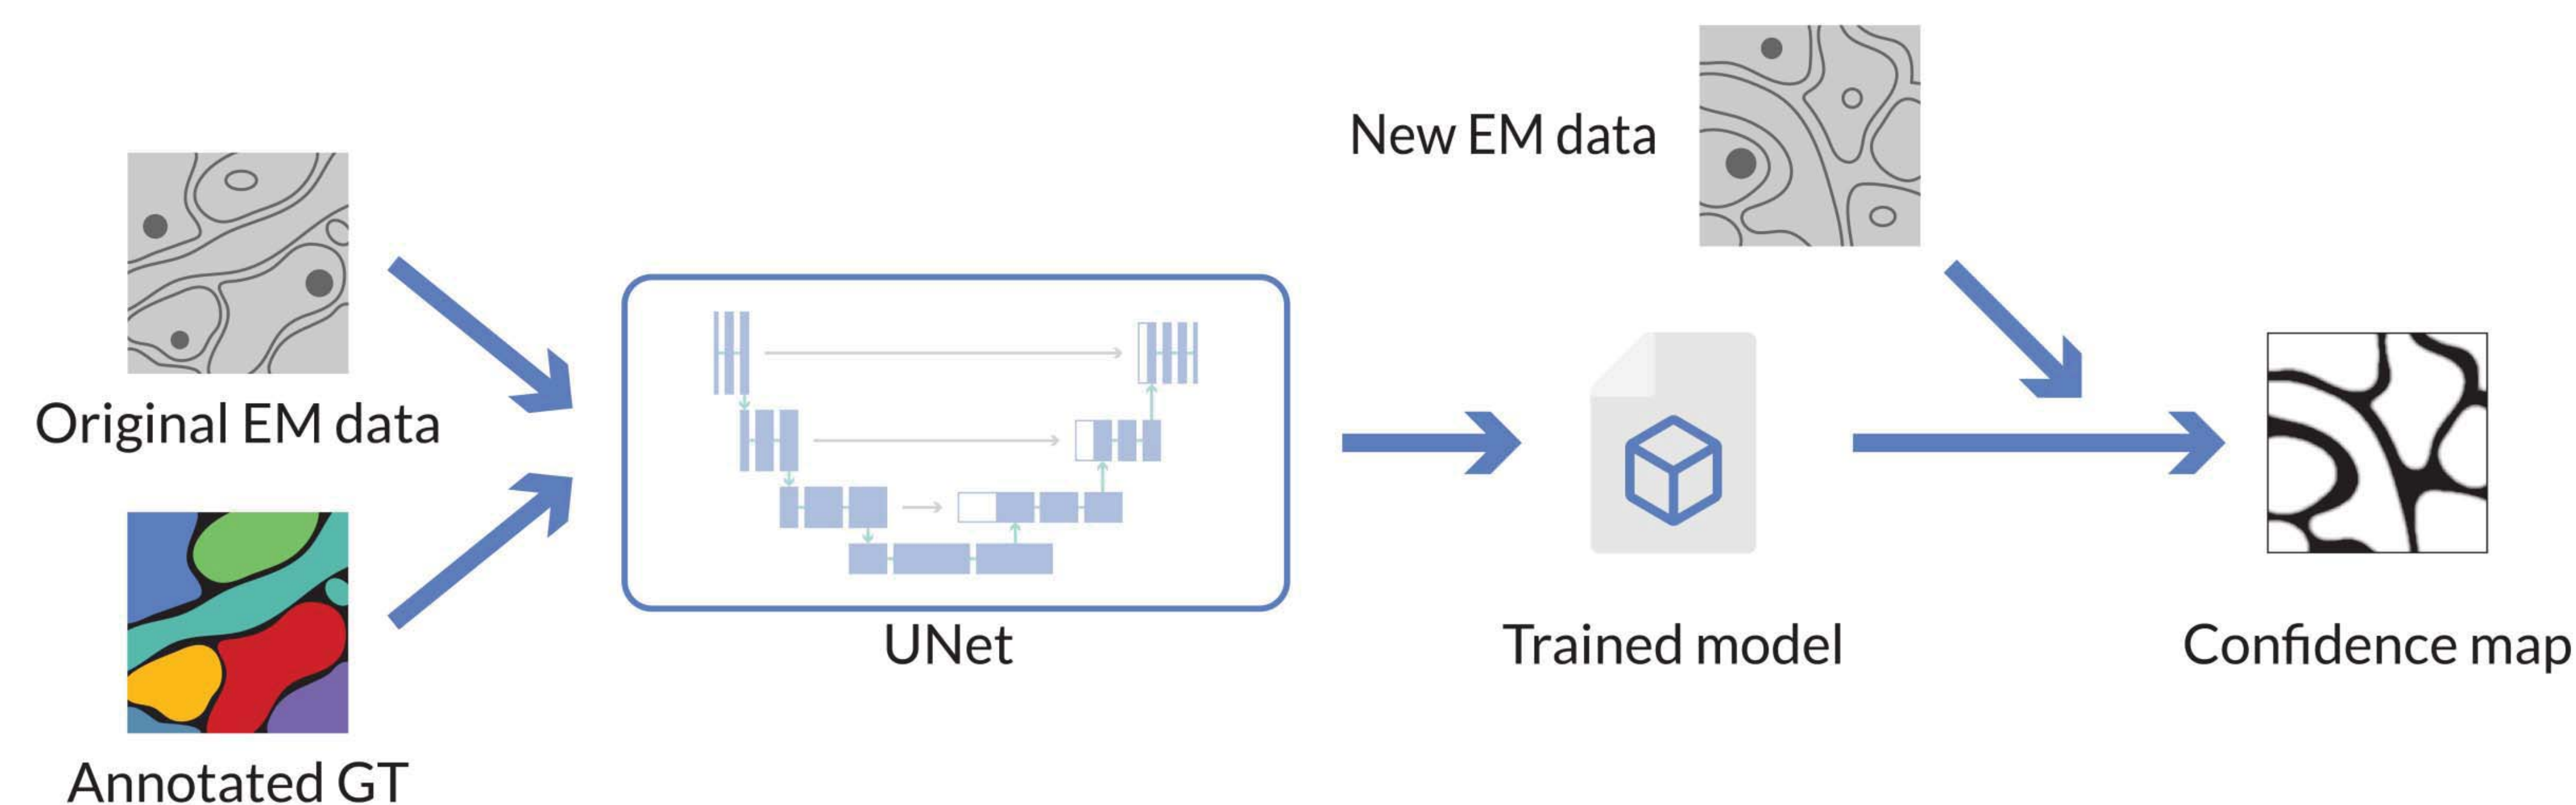 New EM data
Original EM data
Annotated GT
UNet
Trained model
Confidence map